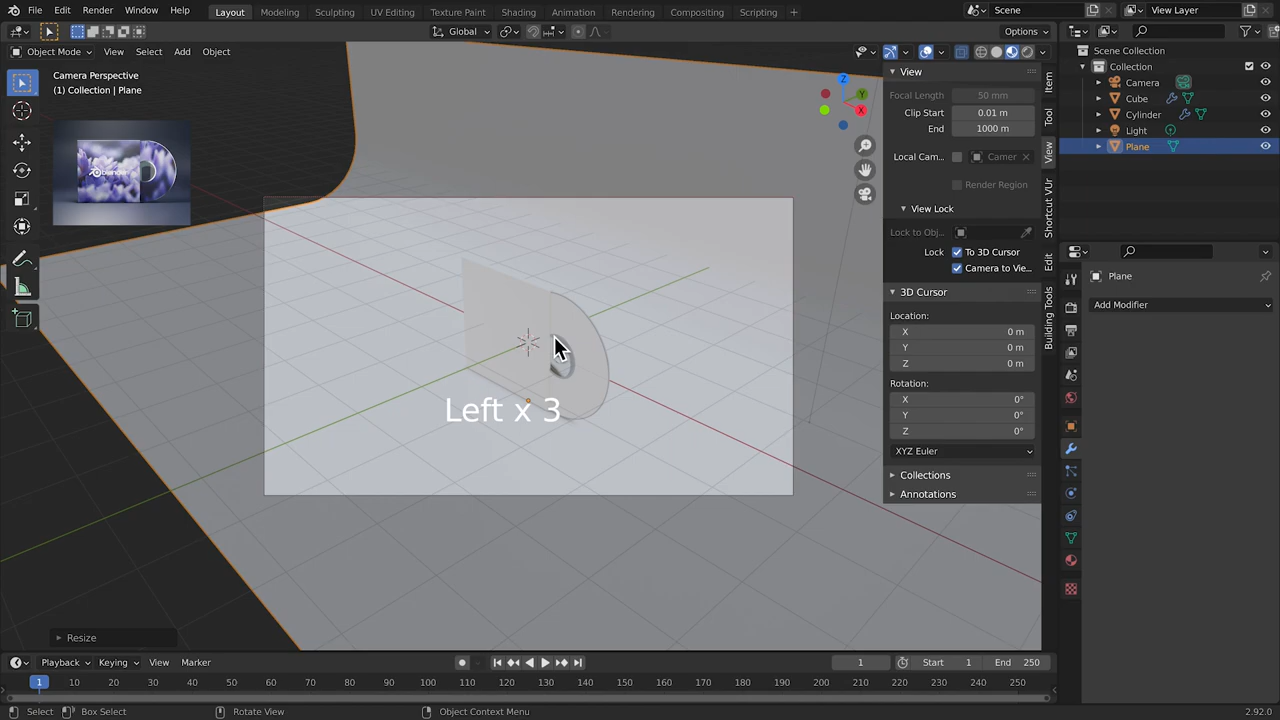 File Edit Render Window Help Layout Modeling Sculpting UV Editing Texture Paint Shading Animation Rendering Compositing Scripting + Scene View Layer
Global Options
Object Mode View Select Add Object
Camera Perspective
(1) Collection | Plane
blender
Z
Y
X
View
Focal Length 50 mm
Clip Start 0.01 m
End 1000 m
Local Cam... Camer
Render Region
View Lock
Lock to Obj...
Lock To 3D Cursor
Camera to Vie...
3D Cursor
Location:
X 0 m
Y 0 m
Z 0 m
Rotation:
X 0°
Y 0°
Z 0°
XYZ Euler
Collections
Annotations
Item
Tool
View
Shortcut VUr
Edit
Building Tools
Scene Collection
Collection
Camera
Cube
Cylinder
Light
Plane
Plane
Add Modifier
Left x 3
Resize
Playback Keying View Marker 1 Start 1 End 250
1 10 20 30 40 50 60 70 80 90 100 110 120 130 140 150 160 170 180 190 200 210 220 230 240 250
Select Box Select Rotate View Object Context Menu 2.92.0